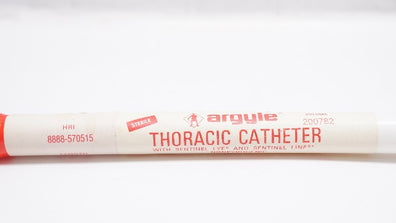 HRI
8888-570515
STERILE
argyle
200782
THORACIC CATHETER
WITH SENTINEL EYE AND SENTINEL LINE